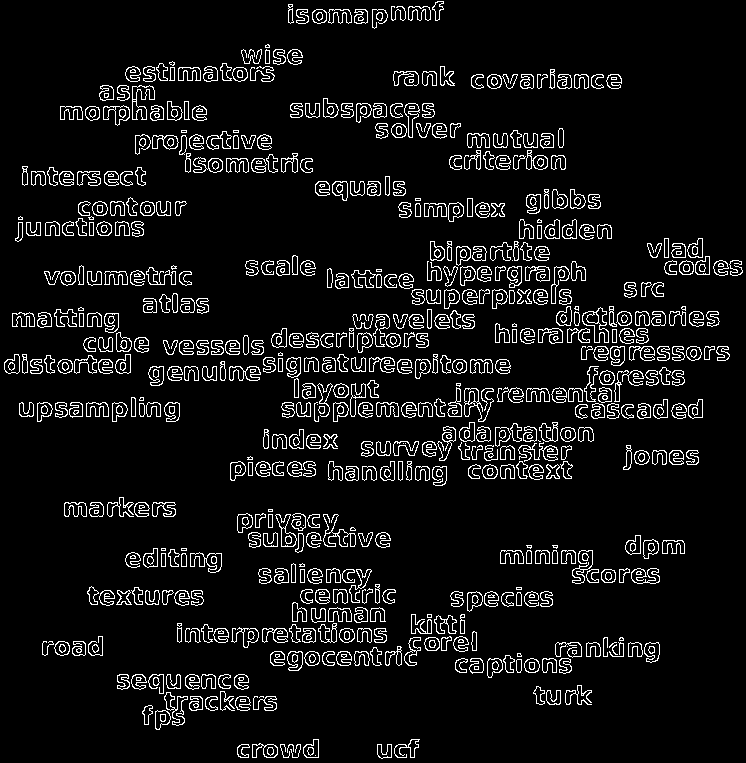 isomap nmf
wise
estimators
rank covariance
asm
morphable subspaces
solver
projective mutual
isometric criterion
intersect
equals
contour simplex gibbs
junctions hidden
bipartite vlad
scale codes
volumetric lattice hypergraph
src
atlas superpixels
matting wavelets dictionaries
cube vessels descriptors hierarchies
regressors
distorted genuine signature epitome
forests
layout incremental
upsampling supplementary cascaded
adaptation
index survey transfer jones
pieces handling context
markers
privacy
subjective dpm
editing mining
saliency scores
textures centric species
human
interpretations kitti
road corel ranking
egocentric captions
sequence
trackers turk
fps
crowd ucf